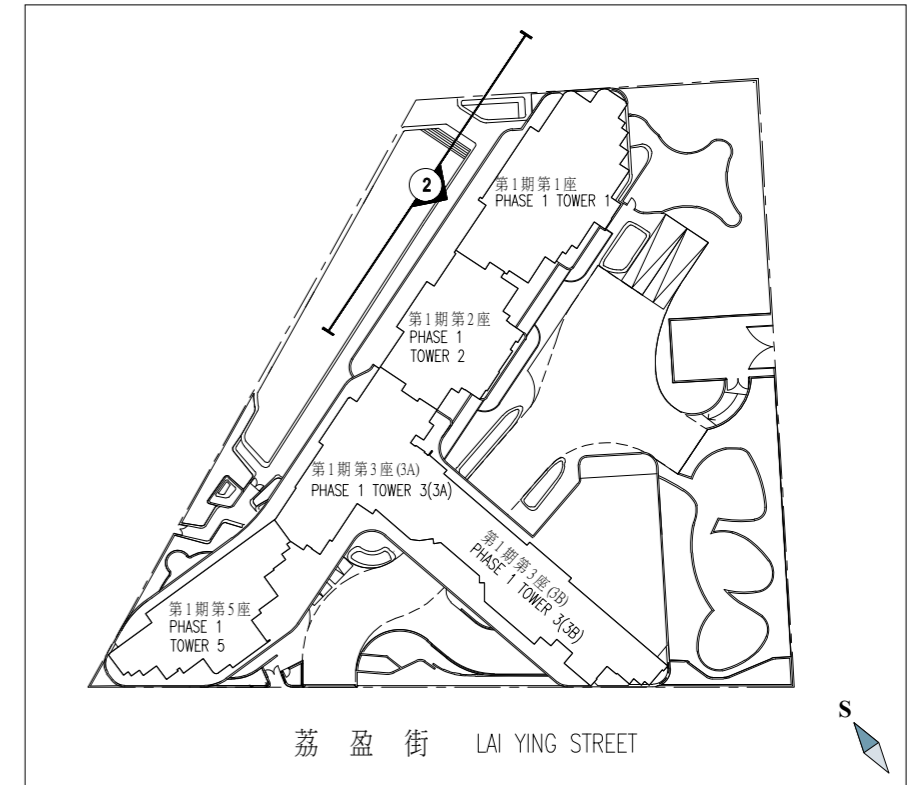 2
第1期第1座
PHASE 1 TOWER 1
第1期第2座
PHASE 1
TOWER 2
第1期第3座(3A)
PHASE 1 TOWER 3(3A)
第1期第3座(3B)
PHASE 1 TOWER 3(3B)
第1期第5座
PHASE 1
TOWER 5
S
荔盈街 LAI YING STREET